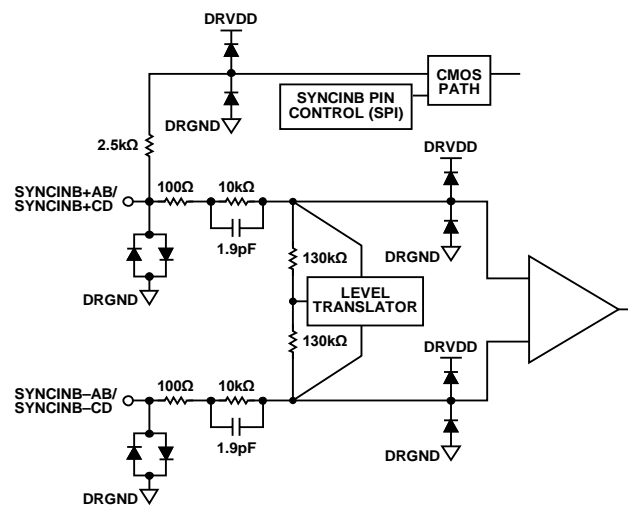 DRVDD
CMOS
PATH
SYNCINB PIN
CONTROL (SPI)
DRGND
2.5kΩ
DRVDD
SYNCINB+AB/
SYNCINB+CD
100Ω
10kΩ
1.9pF
DRGND
130kΩ
DRGND
LEVEL
TRANSLATOR
130kΩ
DRVDD
SYNCINB–AB/
SYNCINB–CD
100Ω
10kΩ
1.9pF
DRGND
DRGND